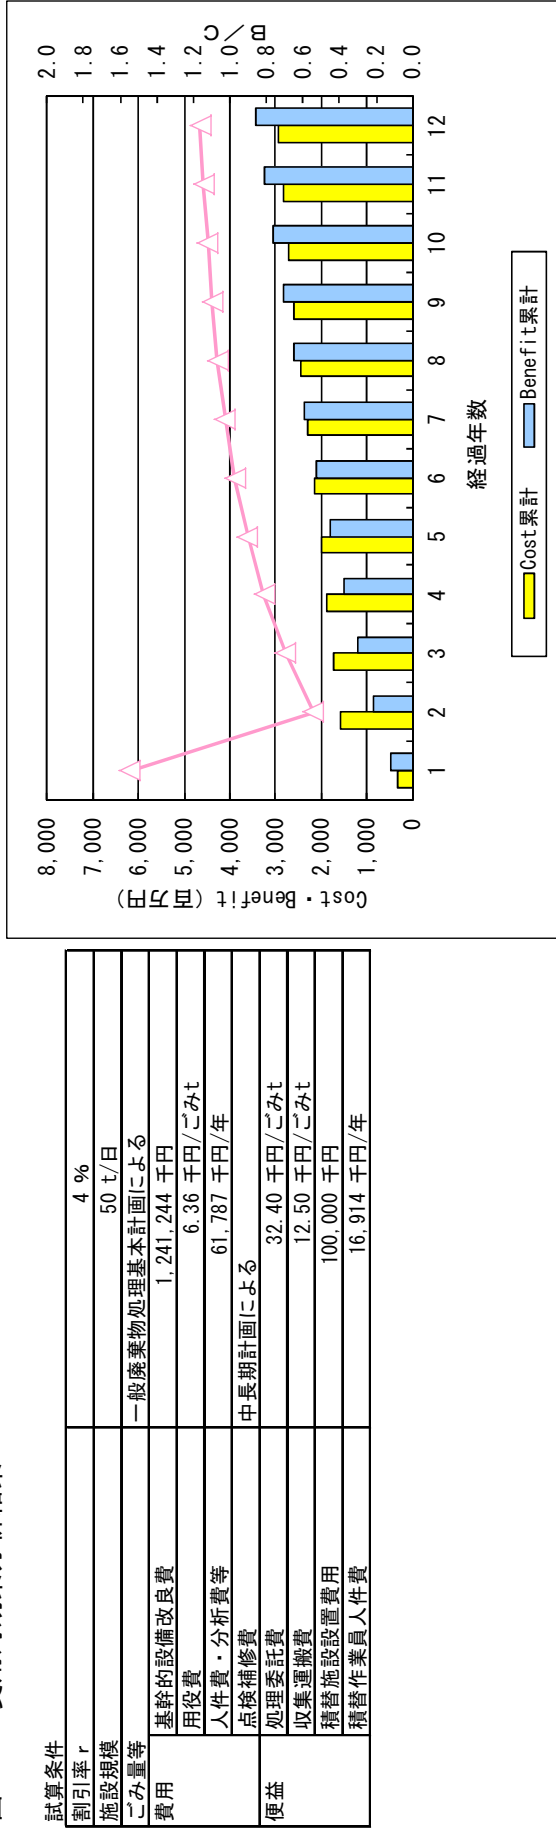 試算条件
割引率r 4 %
施設規模 50 t/日
ごみ量等 一般廃棄物処理基本計画による
費用 基幹的設備改良費 1,241,244 千円
用役費 6.36 千円/ごみt
人件費・分析費等 61,787 千円/年
点検補修費 中長期計画による
便益 処理委託費 32.40 千円/ごみt
収集運搬費 12.50 千円/ごみt
積替施設設置費用 100,000 千円
積替作業員人件費 16,914 千円/年
Cost・Benefit（百万円）
8,000
7,000
6,000
5,000
4,000
3,000
2,000
1,000
0
1 2 3 4 5 6 7 8 9 10 11 12
経過年数
B/C
2.0
1.8
1.6
1.4
1.2
1.0
0.8
0.6
0.4
0.2
0.0
Cost累計 Benefit累計